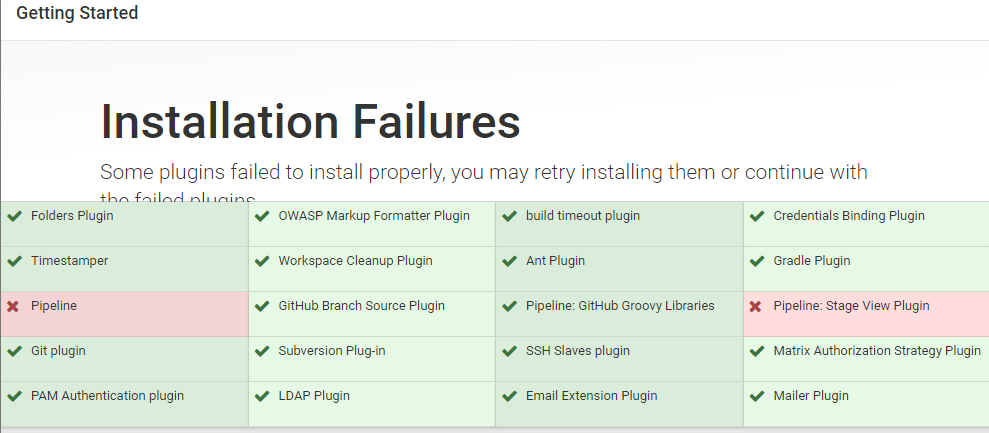 Getting Started
Installation Failures
Some plugins failed to install properly, you may retry installing them or continue with
the failed plugins
Folders Plugin OWASP Markup Formatter Plugin build timeout plugin Credentials Binding Plugin
Timestamper Workspace Cleanup Plugin Ant Plugin Gradle Plugin
Pipeline GitHub Branch Source Plugin Pipeline: GitHub Groovy Libraries Pipeline: Stage View Plugin
Git plugin Subversion Plug-in SSH Slaves plugin Matrix Authorization Strategy Plugin
PAM Authentication plugin LDAP Plugin Email Extension Plugin Mailer Plugin